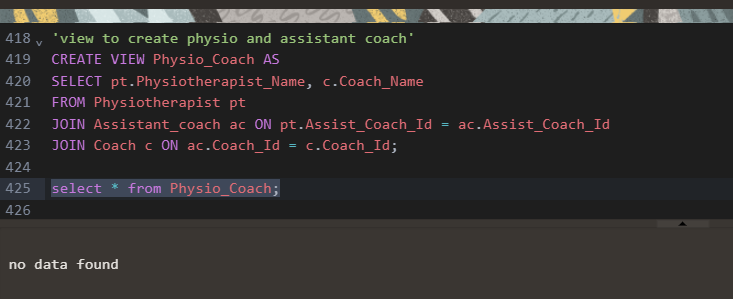 418 'view to create physio and assistant coach'
419 CREATE VIEW Physio_Coach AS
420 SELECT pt.Physiotherapist_Name, c.Coach_Name
421 FROM Physiotherapist pt
422 JOIN Assistant_coach ac ON pt.Assist_Coach_Id = ac.Assist_Coach_Id
423 JOIN Coach c ON ac.Coach_Id = c.Coach_Id;
424
425 select * from Physio_Coach;
426
no data found